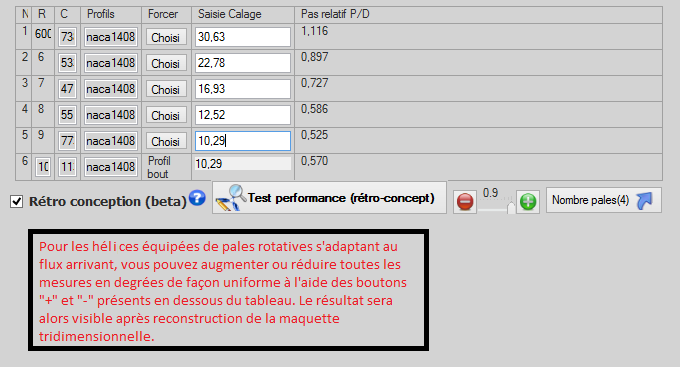 N R C Profils Forcer Saisie Calage Pas relatif P/D
1 600 73 naca1408 Choisi 30,63 1,116
2 6 53 naca1408 Choisi 22,78 0,897
3 7 47 naca1408 Choisi 16,93 0,727
4 8 55 naca1408 Choisi 12,52 0,586
5 9 77 naca1408 Choisi 10,29 0,525
6 10 11 naca1408 Profil bout 10,29 0,570
Rétro conception (beta) ? Test performance (rétro-concept) 0.9 Nombre pales(4)
Pour les hélices équipées de pales rotatives s'adaptant au
flux arrivant, vous pouvez augmenter ou réduire toutes les
mesures en degrées de façon uniforme à l'aide des boutons
"+" et "-" présents en dessous du tableau. Le résultat sera
alors visible après reconstruction de la maquette
tridimensionnelle.